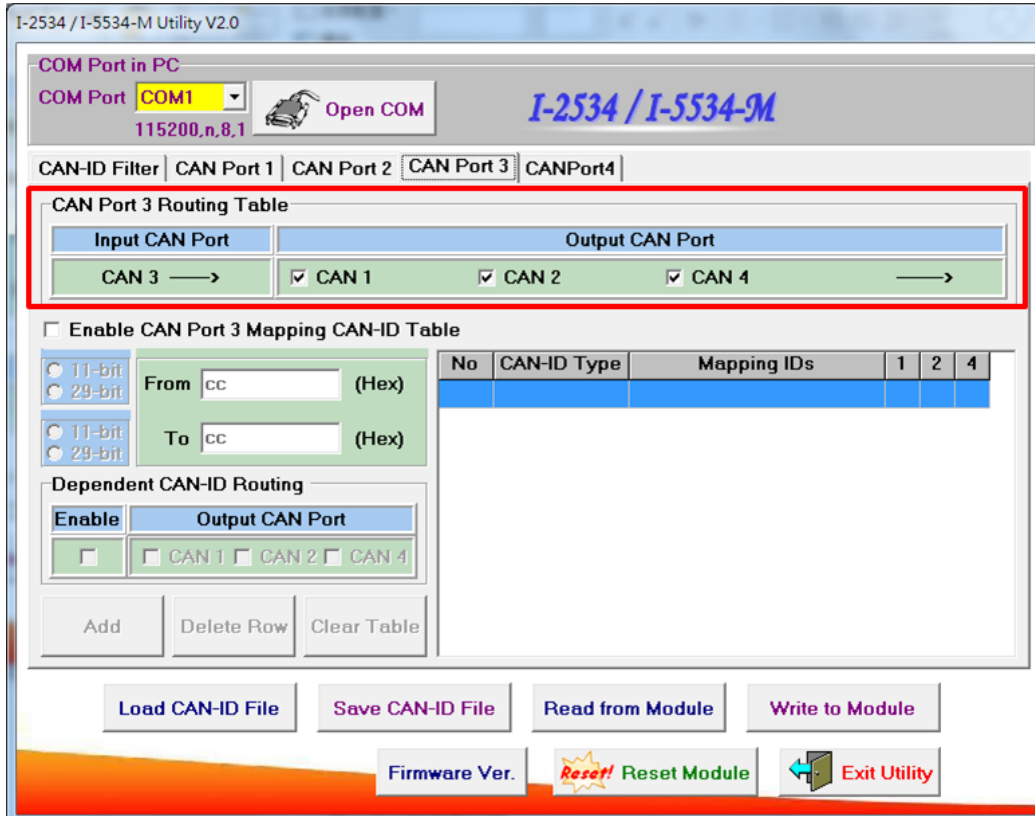 I-2534 / I-5534-M Utility V2.0
COM Port in PC
COM Port COM1
115200,n,8,1
Open COM
I-2534 / I-5534-M
CAN-ID Filter CAN Port 1 CAN Port 2 CAN Port 3 CANPort4
CAN Port 3 Routing Table
Input CAN Port Output CAN Port
CAN 3 CAN 1 CAN 2 CAN 4
Enable CAN Port 3 Mapping CAN-ID Table
11-bit
29-bit
From cc (Hex)
11-bit
29-bit
To cc (Hex)
Dependent CAN-ID Routing
Enable Output CAN Port
CAN 1 CAN 2 CAN 4
Add Delete Row Clear Table
No CAN-ID Type Mapping IDs 1 2 4
Load CAN-ID File Save CAN-ID File Read from Module Write to Module
Firmware Ver. Reset! Reset Module Exit Utility